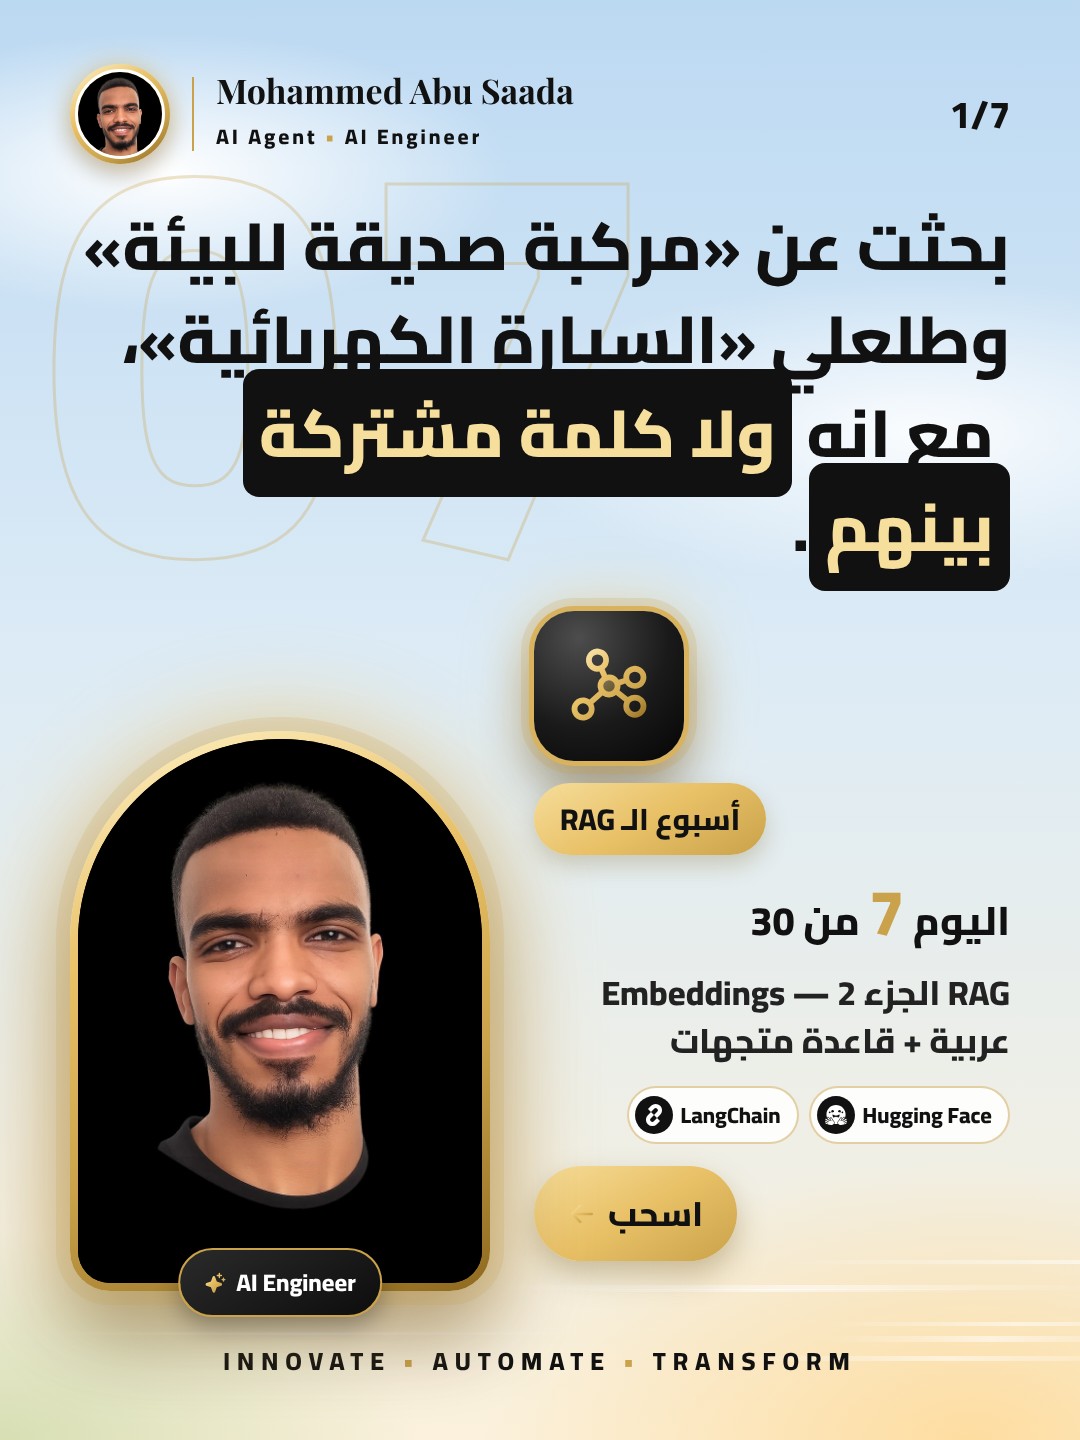 Mohammed Abu Saada
AI Agent ▪ AI Engineer
1/7
07
بحثت عن «مركبة صديقة للبيئة»
وطلعلي «السيارة الكهربائية»،
مع انه ولا كلمة مشتركة
بينهم.
أسبوع الـ RAG
اليوم 7 من 30
RAG الجزء 2 — Embeddings
عربية + قاعدة متجهات
Hugging Face
LangChain
اسحب ←
AI Engineer
INNOVATE ▪ AUTOMATE ▪ TRANSFORM